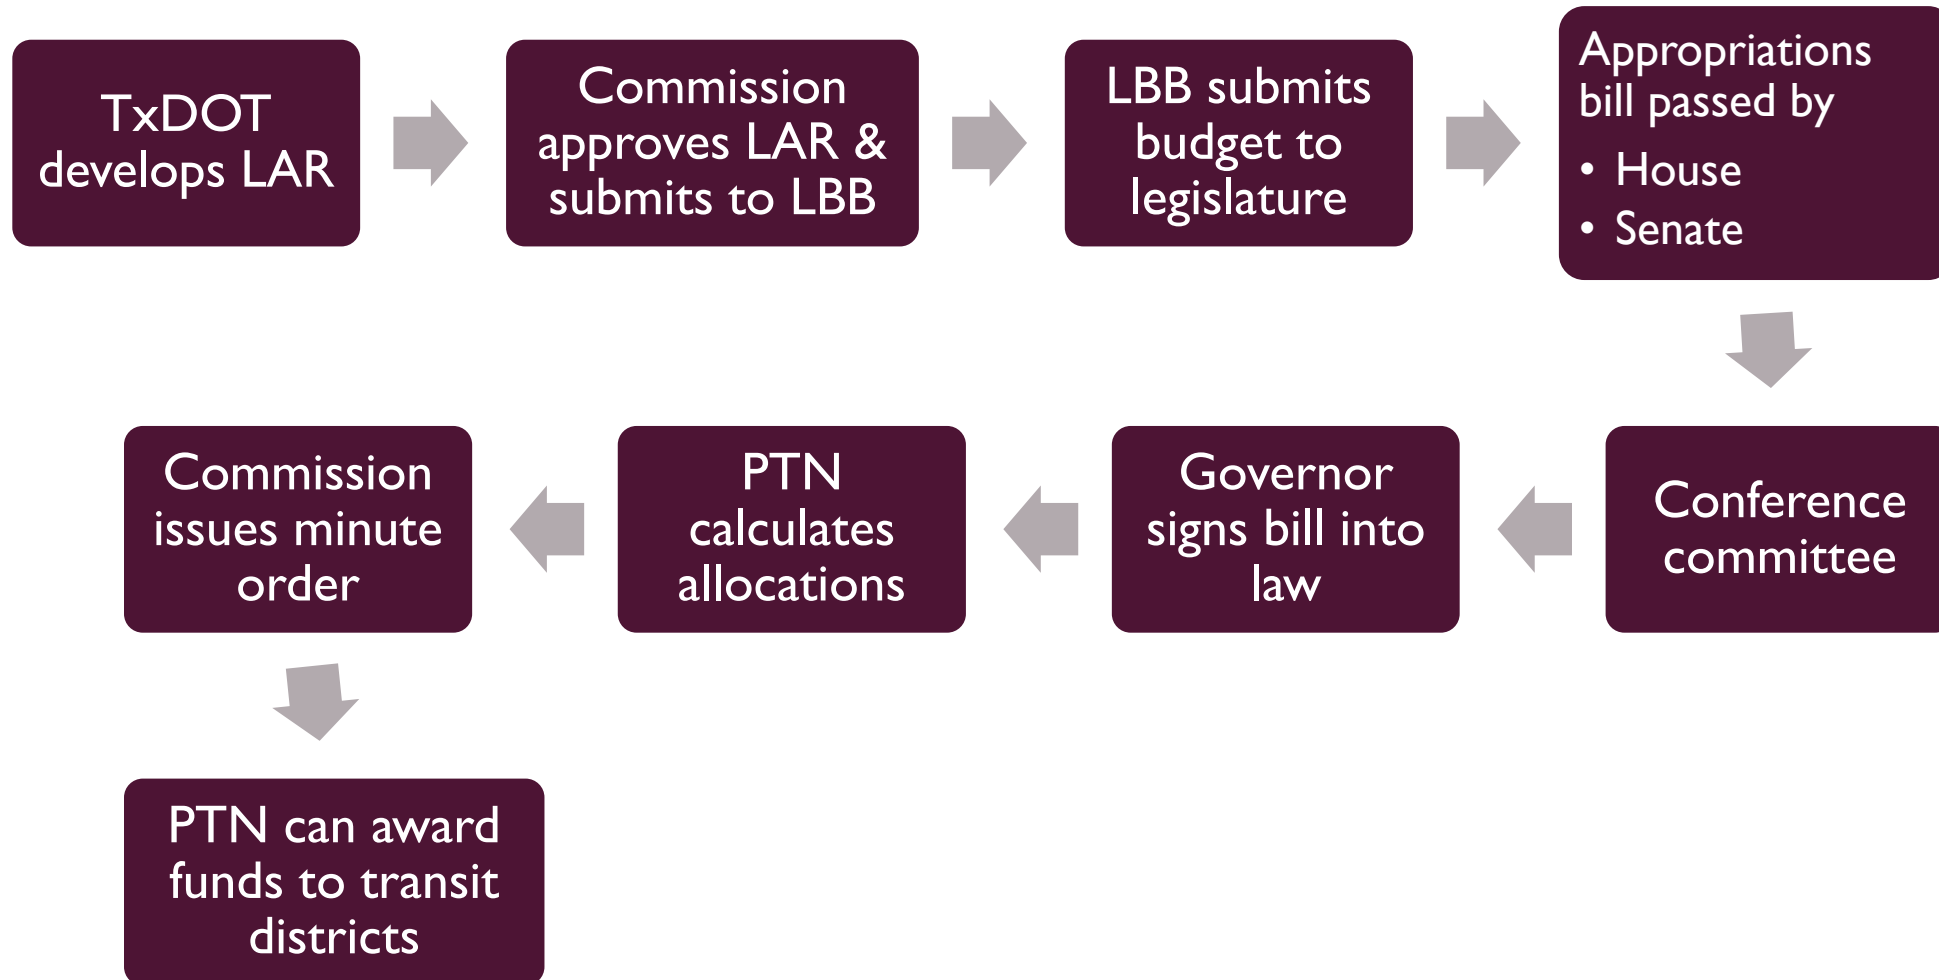 TxDOT
develops LAR
Commission
approves LAR &
submits to LBB
LBB submits
budget to
legislature
Appropriations
bill passed by
• House
• Senate
Conference
committee
Governor
signs bill into
law
PTN
calculates
allocations
Commission
issues minute
order
PTN can award
funds to transit
districts